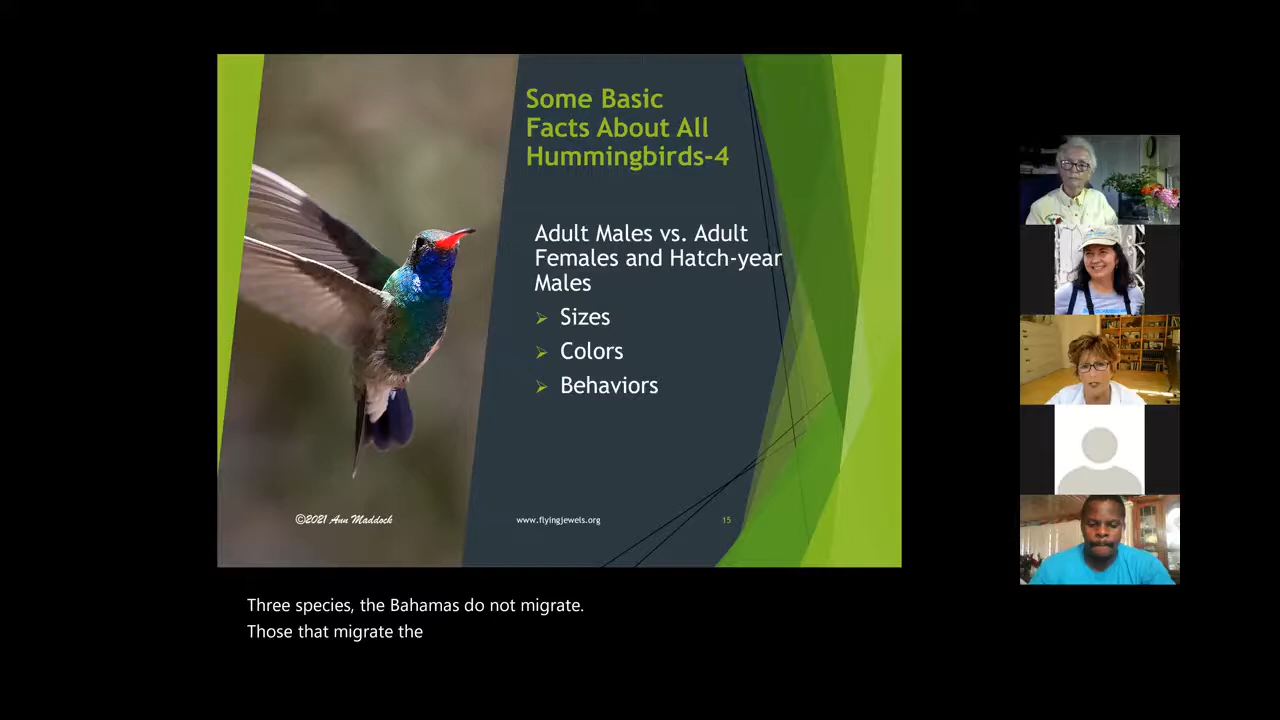 Some Basic
Facts About All
Hummingbirds-4
Adult Males vs. Adult
Females and Hatch-year
Males
Sizes
Colors
Behaviors
©2021 Ann Maddock
www.flyingjewels.org
15
Three species, the Bahamas do not migrate.
Those that migrate the